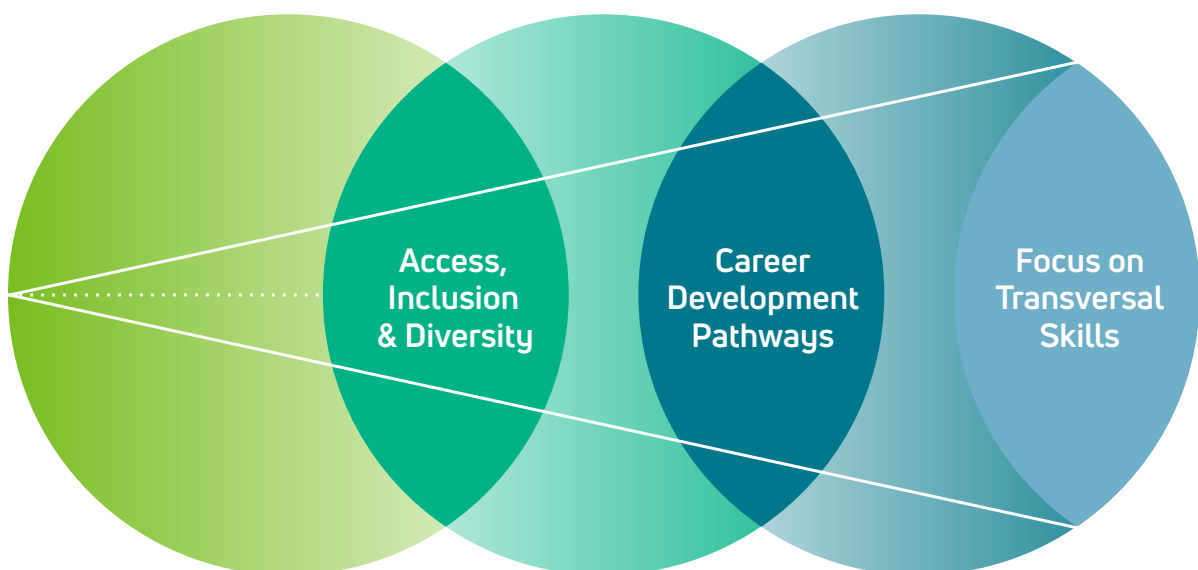 Access,
Inclusion
& Diversity
Career
Development
Pathways
Focus on
Transversal
Skills